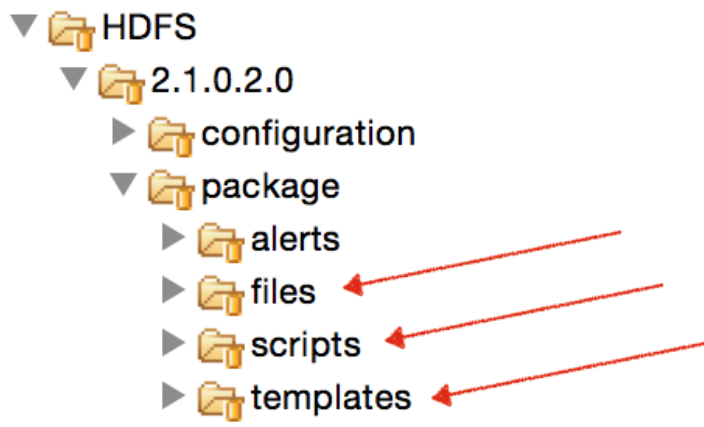 HDFS
2.1.0.2.0
configuration
package
alerts
files
scripts
templates